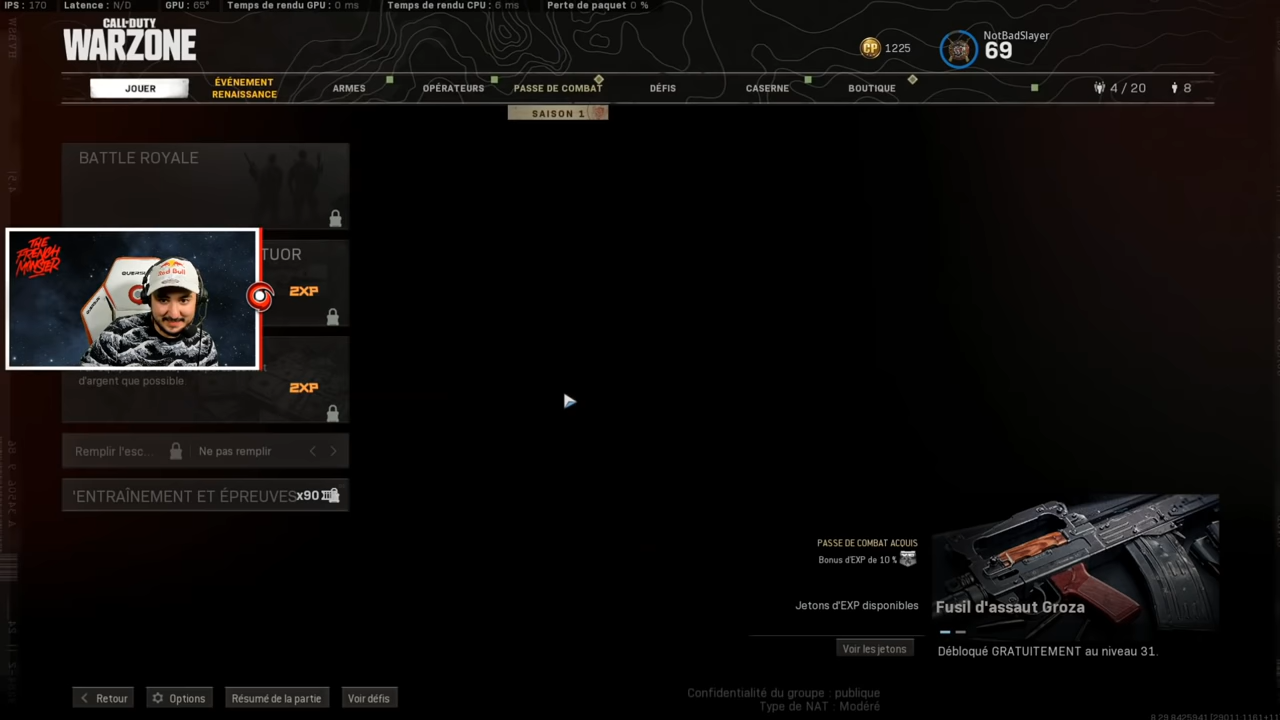 IPS : 170 Latence : N/D GPU : 65° Temps de rendu GPU : 0 ms Temps de rendu CPU : 6 ms Perte de paquet 0 %
CALL OF DUTY
WARZONE
CP 1225
NotBadSlayer
69
JOUER
ÉVÉNEMENT
RENAISSANCE
ARMES
OPÉRATEURS
PASSE DE COMBAT
DÉFIS
CASERNE
BOUTIQUE
4 / 20
8
SAISON 1
BATTLE ROYALE
TUOR
2XP
THE
FRENCH
MONSTER
Red Bull
d'argent que possible
2XP
Remplir l'esc... Ne pas remplir
'ENTRAÎNEMENT ET ÉPREUVES x90
PASSE DE COMBAT ACQUIS
Bonus d'EXP de 10 %
Jetons d'EXP disponibles
Voir les jetons
Fusil d'assaut Groza
Débloqué GRATUITEMENT au niveau 31.
Retour
Options
Résumé de la partie
Voir défis
Confidentialité du groupe : publique
Type de NAT : Modéré